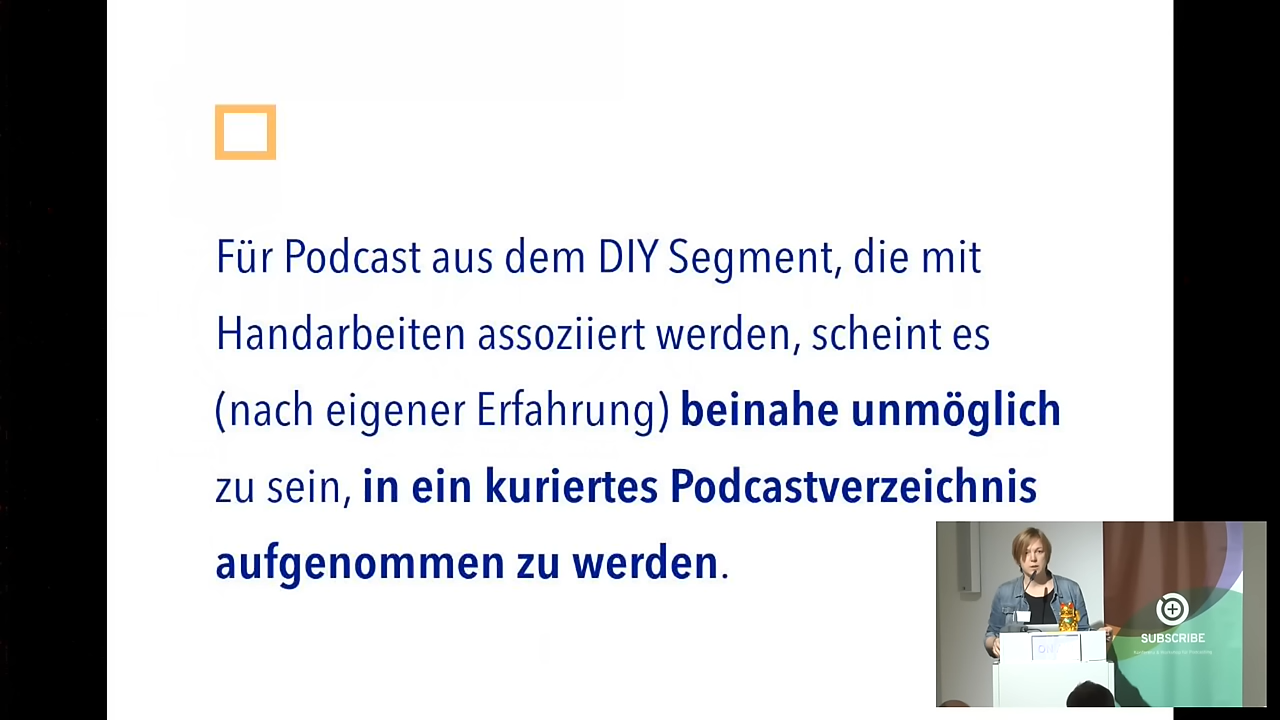 Für Podcast aus dem DIY Segment, die mit
Handarbeiten assoziiert werden, scheint es
(nach eigener Erfahrung) beinahe unmöglich
zu sein, in ein kuriertes Podcastverzeichnis
aufgenommen zu werden.
SUBSCRIBE